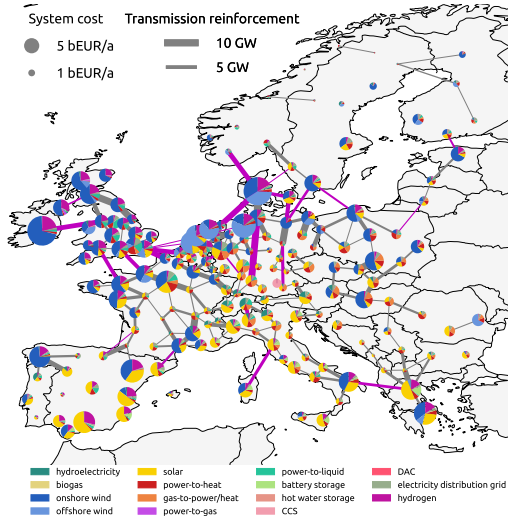 System cost
Transmission reinforcement
5 bEUR/a
10 GW
1 bEUR/a
5 GW
hydroelectricity
solar
power-to-liquid
DAC
biogas
power-to-heat
battery storage
electricity distribution grid
onshore wind
gas-to-power/heat
hot water storage
hydrogen
offshore wind
power-to-gas
CCS